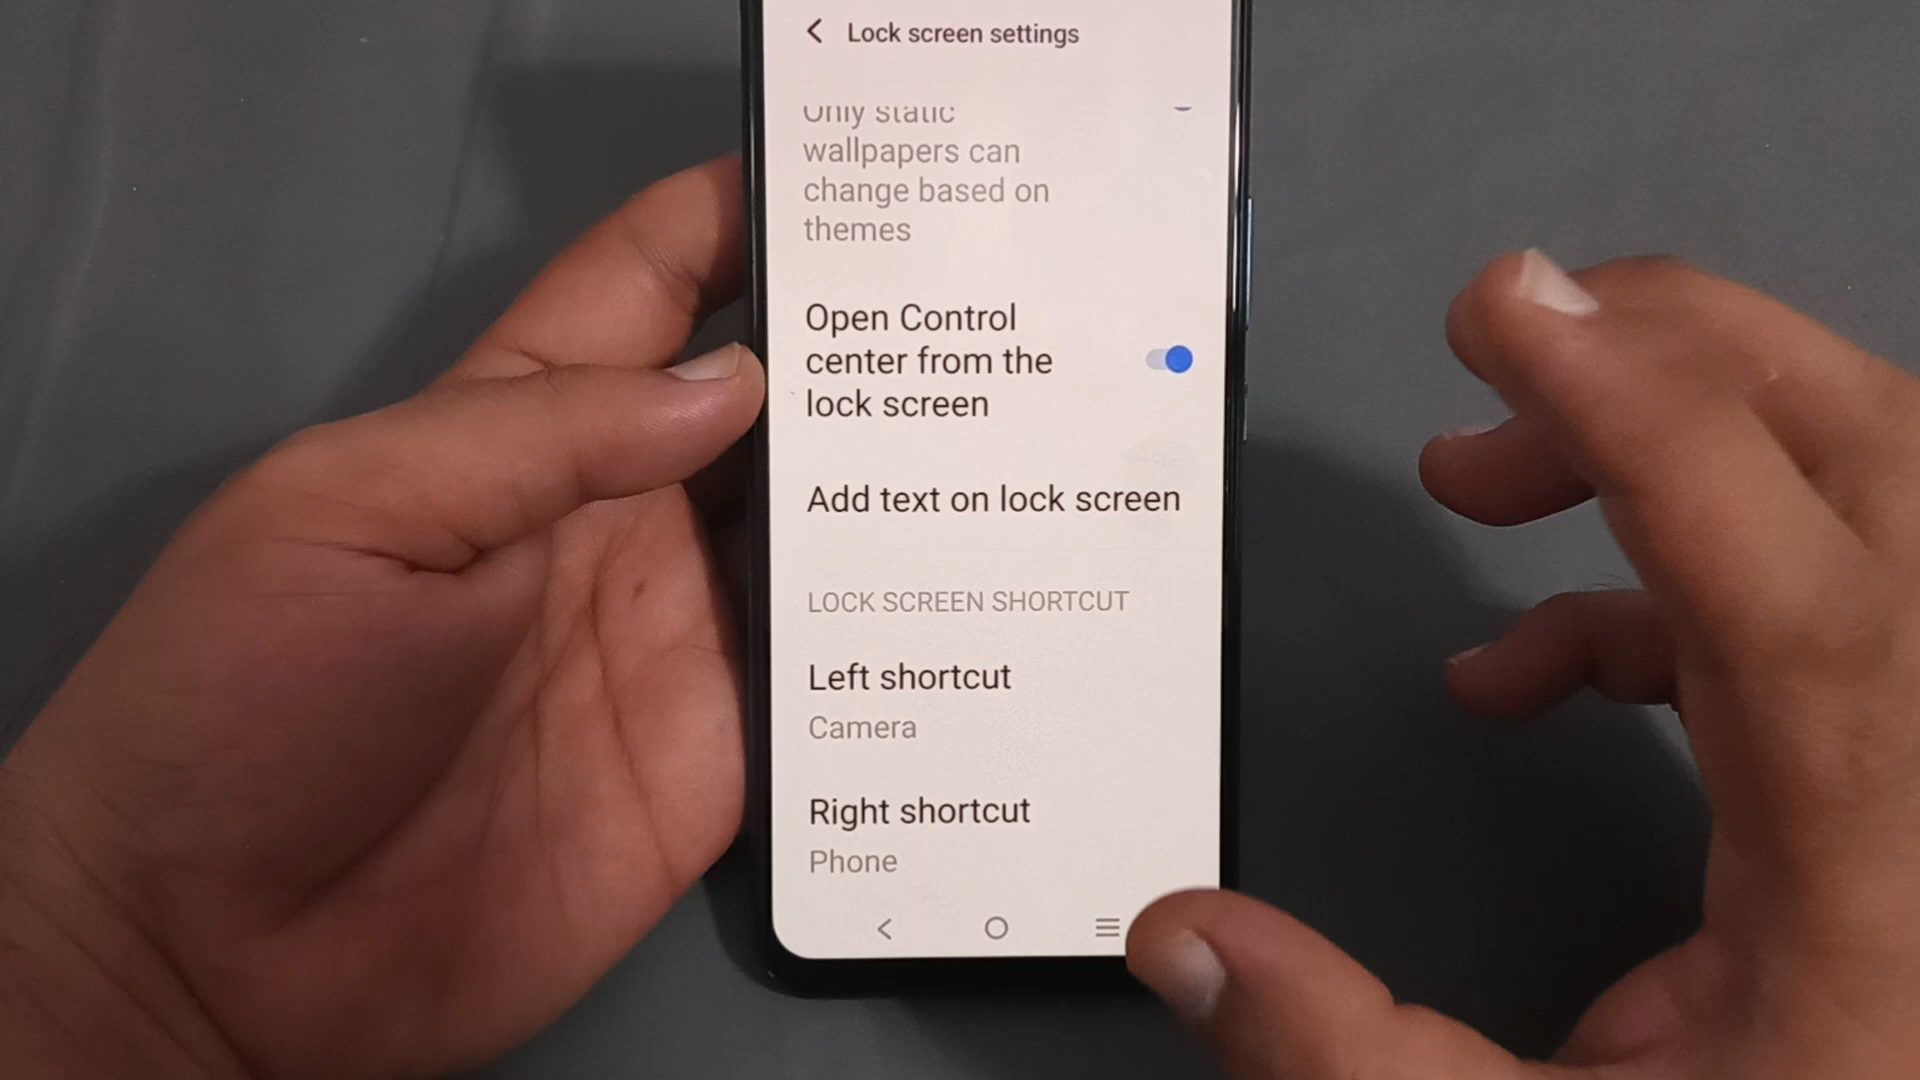 Lock screen settings
Only static
wallpapers can
change based on
themes
Open Control
center from the
lock screen
Add text on lock screen
LOCK SCREEN SHORTCUT
Left shortcut
Camera
Right shortcut
Phone